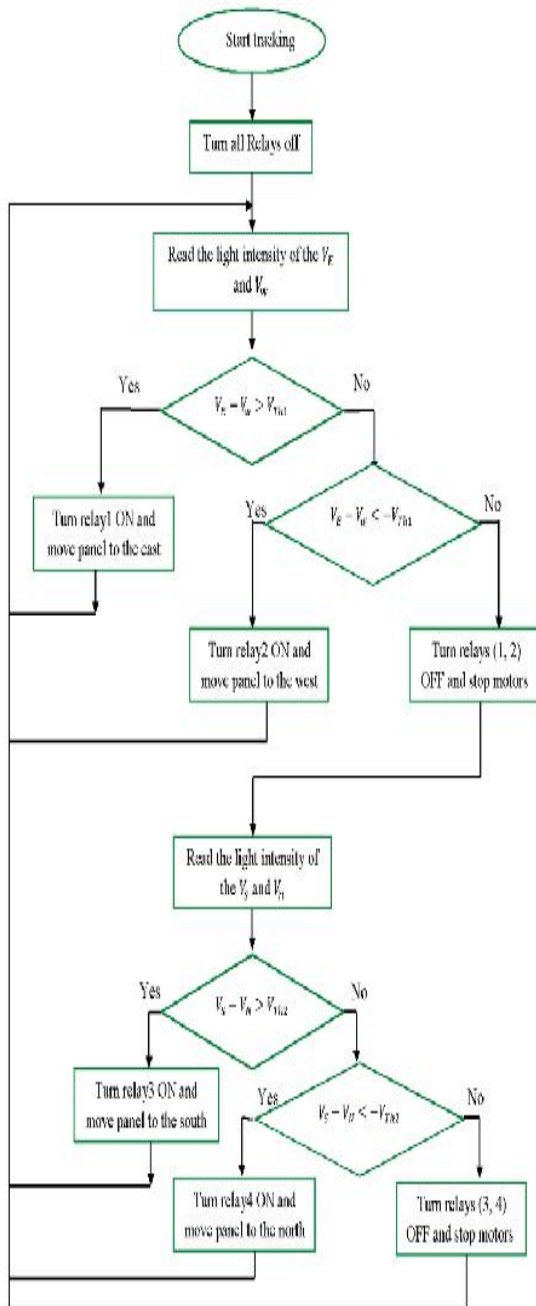 Start tracking
Turn all Relays off
Read the light intensity of the V_E
and V_W
Yes
No
V_E – V_W > V_Th1
Turn relay1 ON and
move panel to the east
Yes
No
V_E – V_W < –V_Th1
Turn relay2 ON and
move panel to the west
Turn relays (1, 2)
OFF and stop motors
Read the light intensity of
the V_S and V_N
Yes
No
V_S – V_N > V_Th2
Turn relay3 ON and
move panel to the south
Yes
No
V_S – V_N < –V_Th2
Turn relay4 ON and
move panel to the north
Turn relays (3, 4)
OFF and stop motors